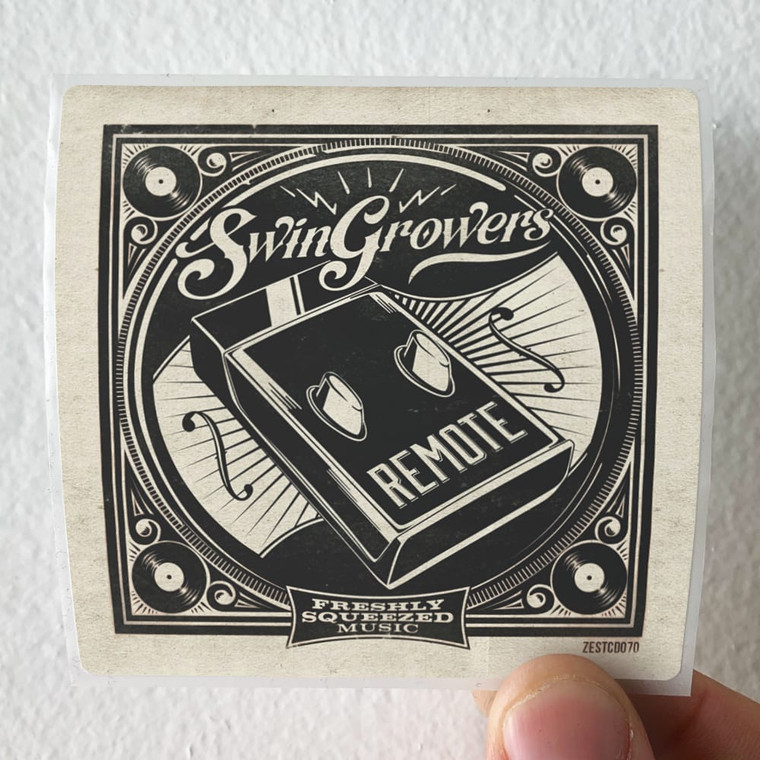 SwinGrowers
REMOTE
FRESHLY
SQUEEZED
MUSIC
ZESTCD070